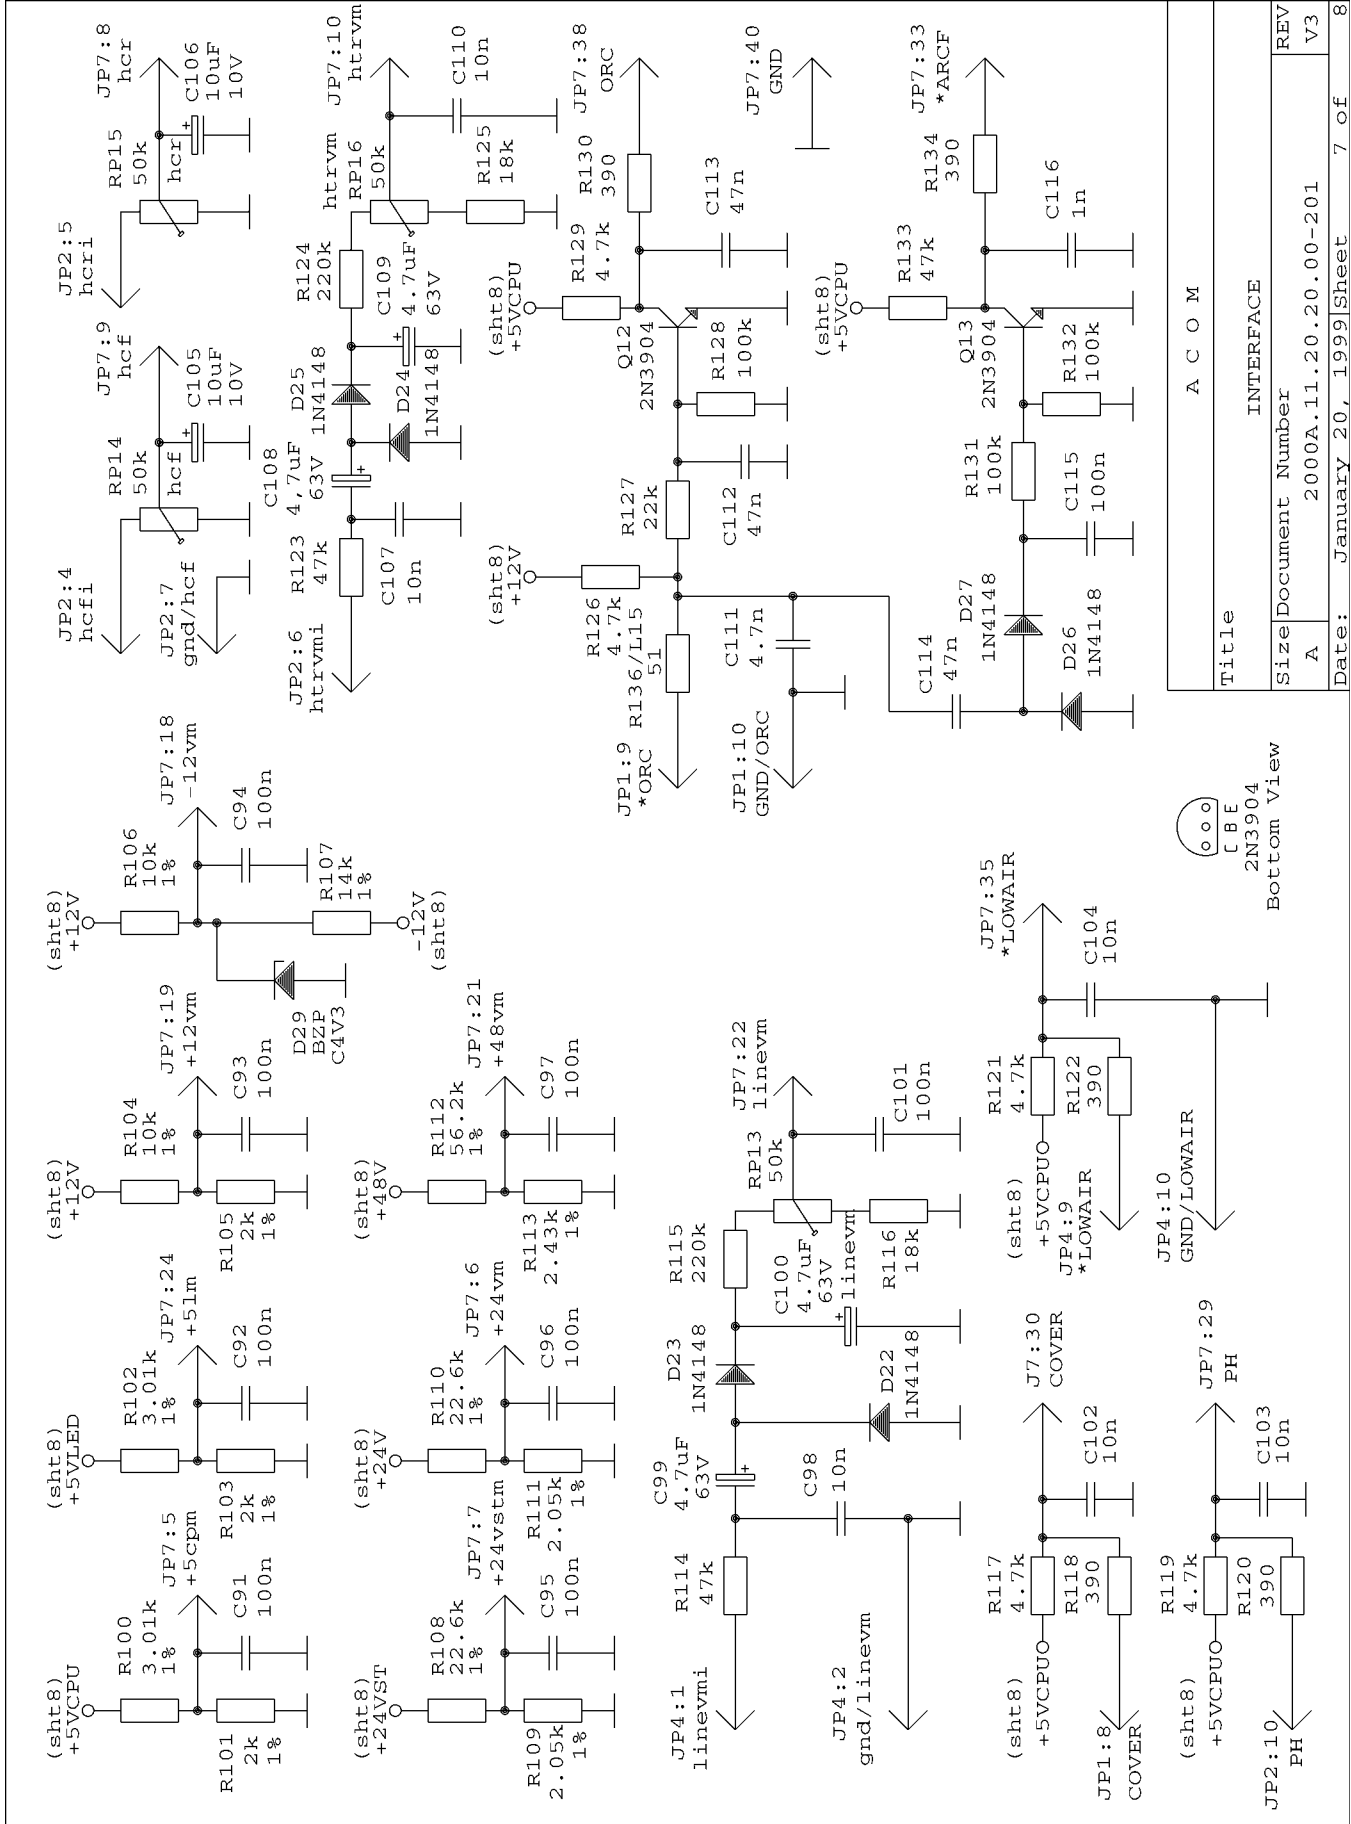 (sht8)
+5VCPU
R100
3.01k
1%
JP7:5
+5cpm
R101
2k
1%
C91
100n
(sht8)
+5VLED
R102
3.01k
1%
JP7:24
+5lm
R103
2k
1%
C92
100n
(sht8)
+12V
R104
10k
1%
JP7:19
+12vm
R105
2k
1%
C93
100n
(sht8)
+12V
R106
10k
1%
JP7:18
-12vm
C94
100n
D29
BZP
C4V3
R107
14k
1%
-12V
(sht8)
(sht8)
+24VST
R108
22.6k
1%
JP7:7
+24vstm
R109
2.05k
1%
C95
100n
(sht8)
+24V
R110
22.6k
1%
JP7:6
+24vm
R111
2.05k
1%
C96
100n
(sht8)
+48V
R112
56.2k
1%
JP7:21
+48vm
R113
2.43k
1%
C97
100n
JP4:1
linevmi
R114
47k
C99
4.7uF
63V
D23
1N4148
R115
220k
RP13
50k
JP7:22
linevm
C98
10n
D22
1N4148
C100
4.7uF
63V
linevm
R116
18k
C101
100n
JP4:2
gnd/linevm
(sht8)
+5VCPU
R117
4.7k
J7:30
COVER
R118
390
C102
10n
JP1:8
COVER
(sht8)
+5VCPU
R119
4.7k
JP7:29
PH
R120
390
C103
10n
JP2:10
PH
(sht8)
+5VCPU
R121
4.7k
JP7:35
*LOWAIR
R122
390
C104
10n
JP4:9
*LOWAIR
JP4:10
GND/LOWAIR
C B E
2N3904
Bottom View
JP2:4
hcfi
RP14
50k
hcf
JP7:9
hcf
C105
10uF
10V
JP2:7
gnd/hcf
JP2:5
hcri
RP15
50k
hcr
JP7:8
hcr
C106
10uF
10V
JP2:6
htrvmi
R123
47k
C107
10n
C108
4,7uF
63V
D25
1N4148
D24
1N4148
R124
220k
C109
4.7uF
63V
htrvm
RP16
50k
JP7:10
htrvm
R125
18k
C110
10n
(sht8)
+12V
R126
4.7k
R136/L15
51
JP1:9
*ORC
C111
4.7n
JP1:10
GND/ORC
R127
22k
C112
47n
(sht8)
+5VCPU
Q12
2N3904
R128
100k
R129
4.7k
R130
390
JP7:38
ORC
C113
47n
JP7:40
GND
C114
47n
D27
1N4148
D26
1N4148
R131
100k
C115
100n
(sht8)
+5VCPU
Q13
2N3904
R132
100k
R133
47k
R134
390
JP7:33
*ARCF
C116
1n
A C O M
Title
INTERFACE
Size Document Number REV
A 2000A.11.20.20.00-201 V3
Date: January 20, 1999 Sheet 7 of 8